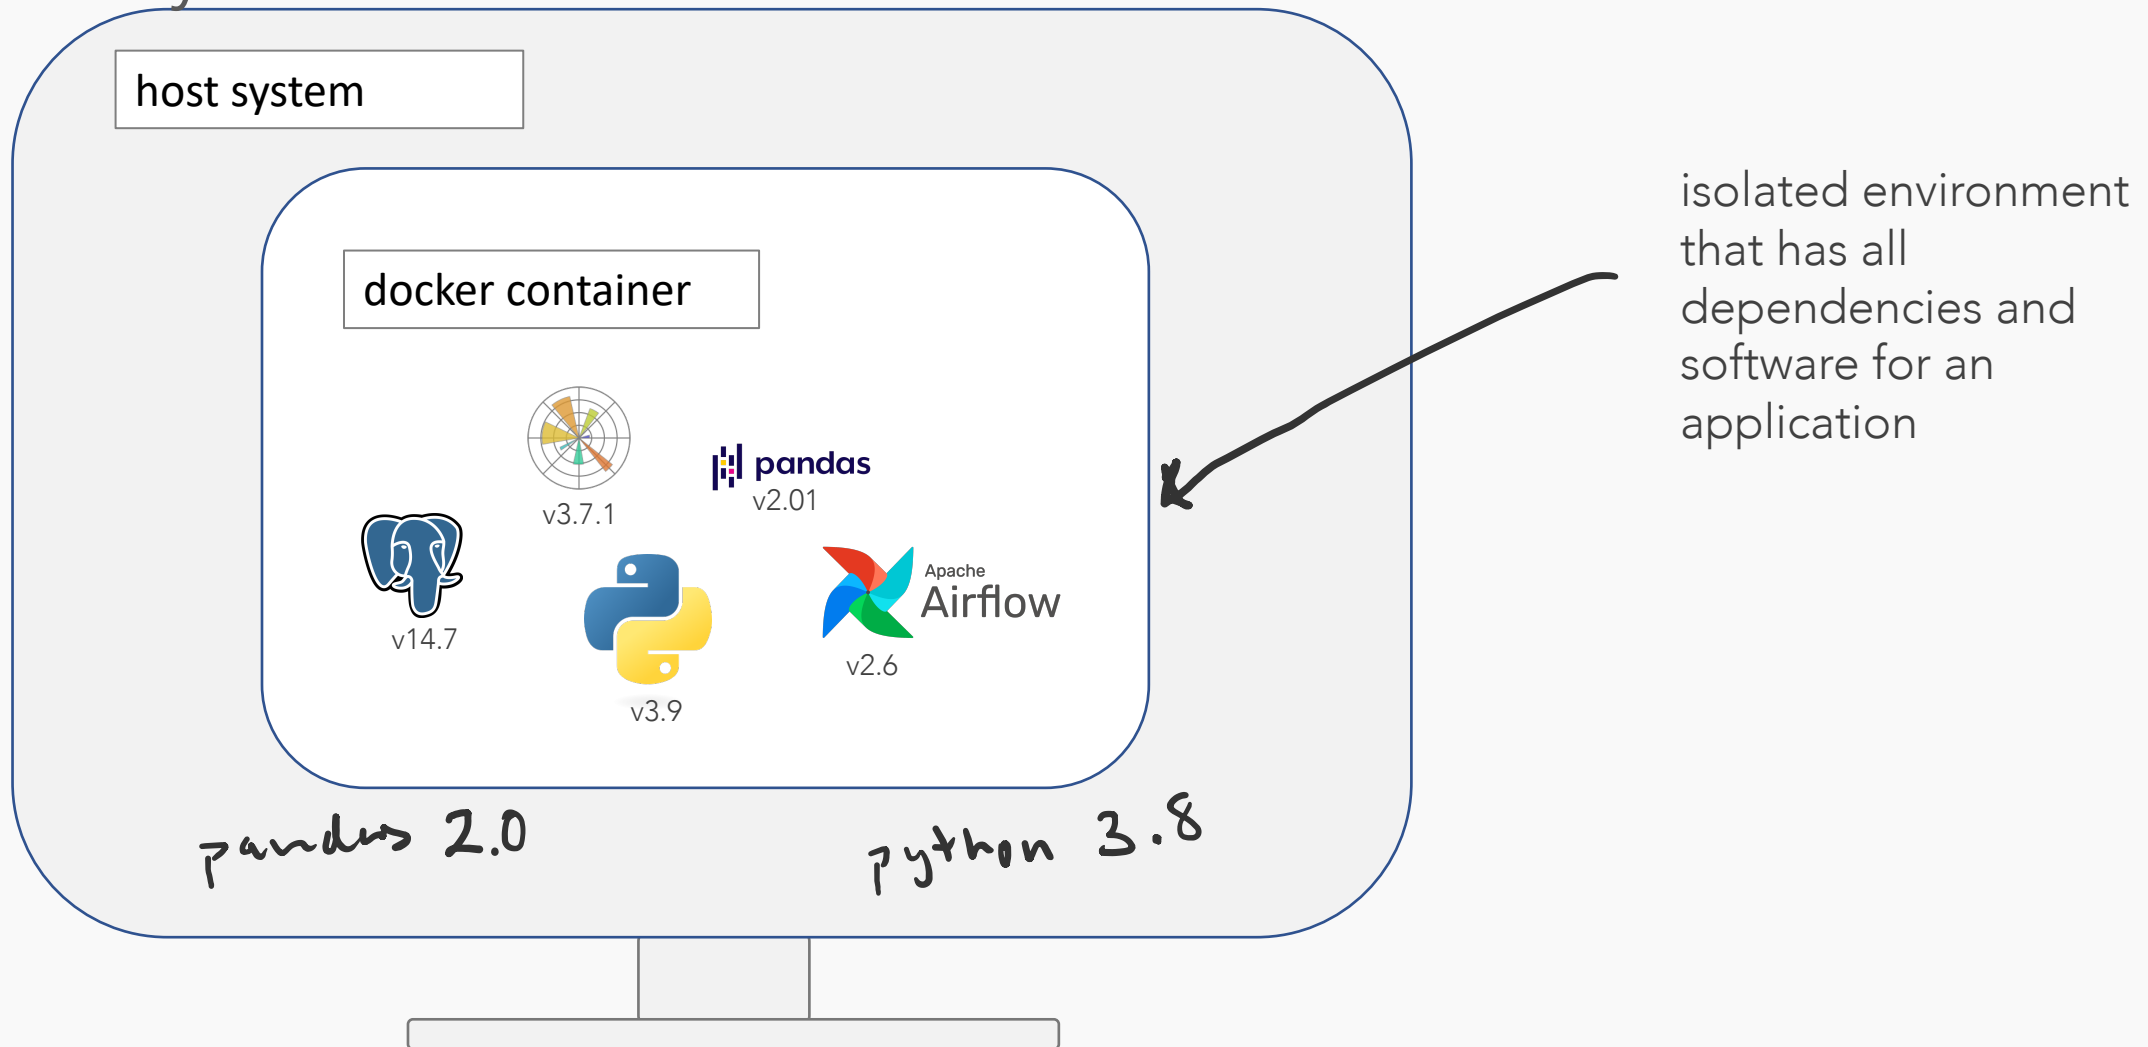 host system
docker container
isolated environment
that has all
dependencies and
software for an
application
v3.7.1
pandas
v2.01
v14.7
v3.9
Apache
Airflow
v2.6
pandas 2.0
python 3.8